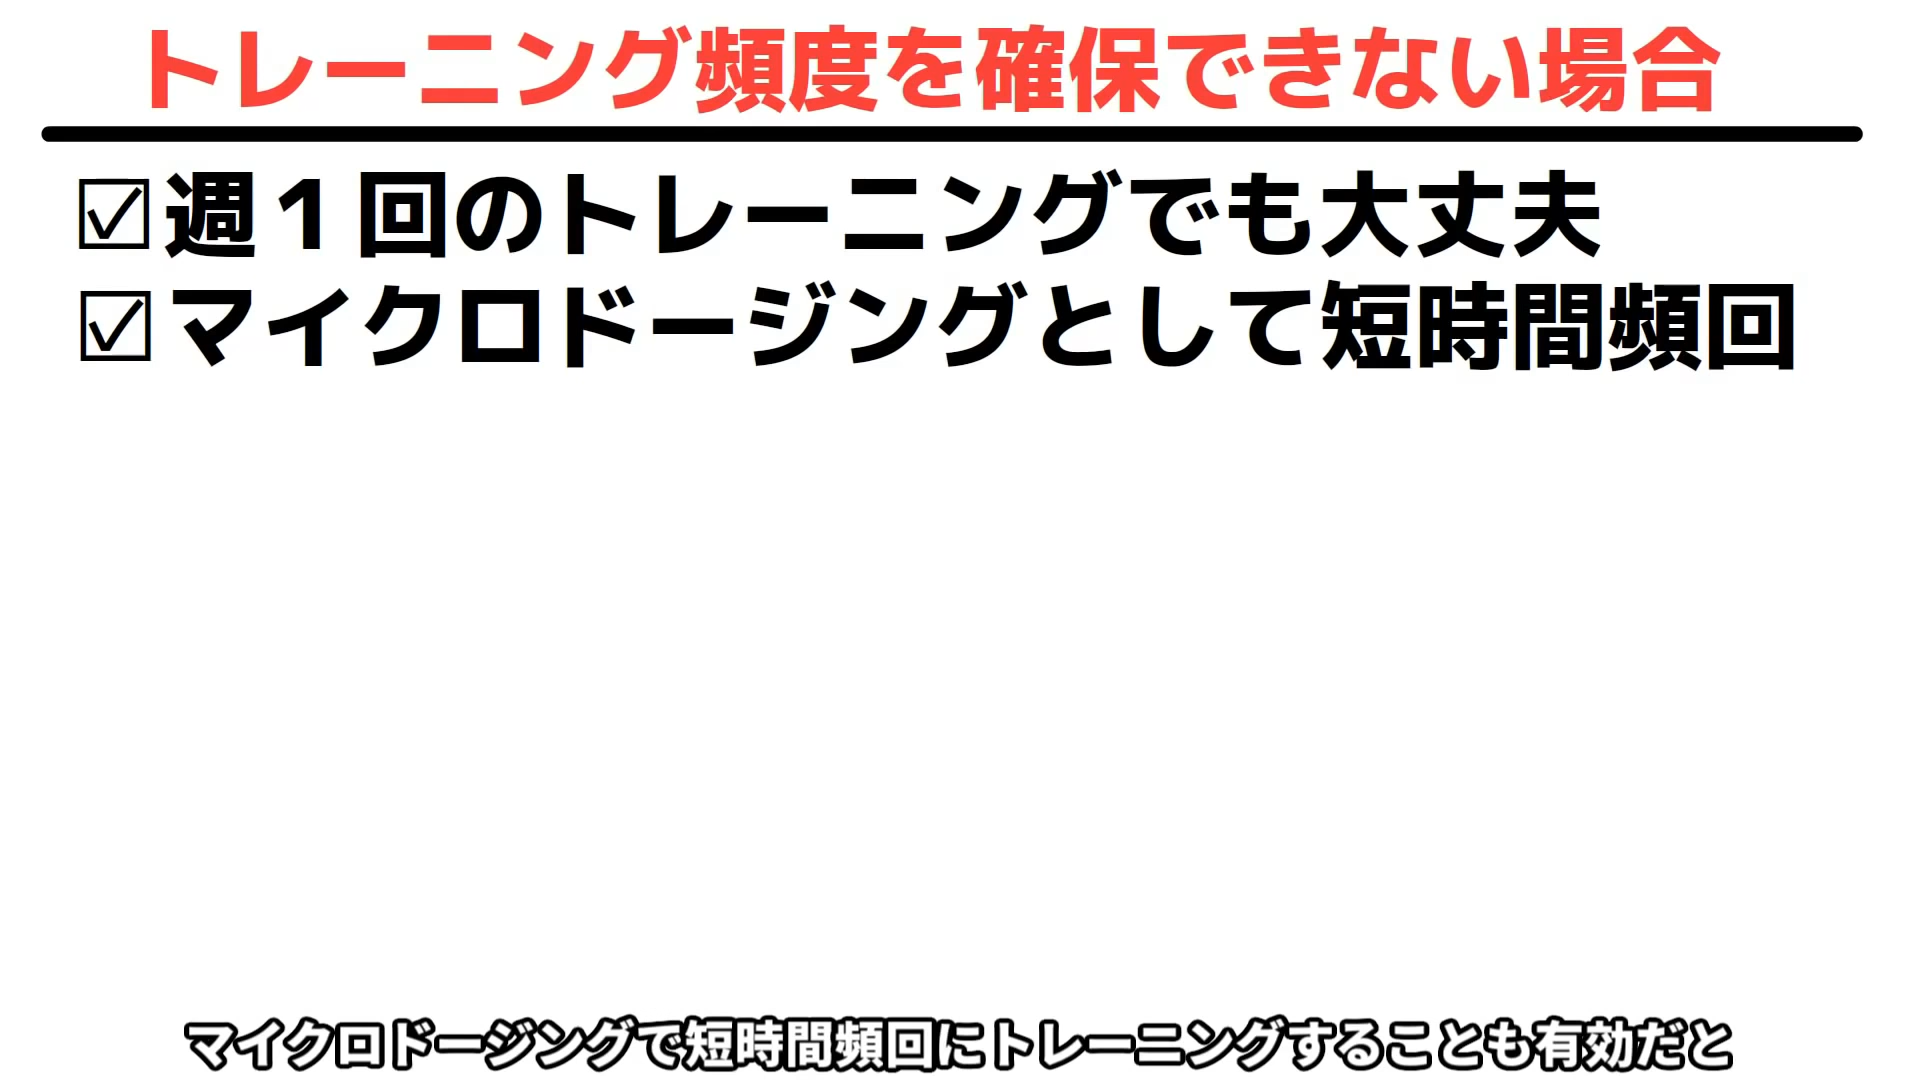 トレーニング頻度を確保できない場合
☑週１回のトレーニングでも大丈夫
☑マイクロドージングとして短時間頻回
マイクロドージングで短時間頻回にトレーニングすることも有効だと